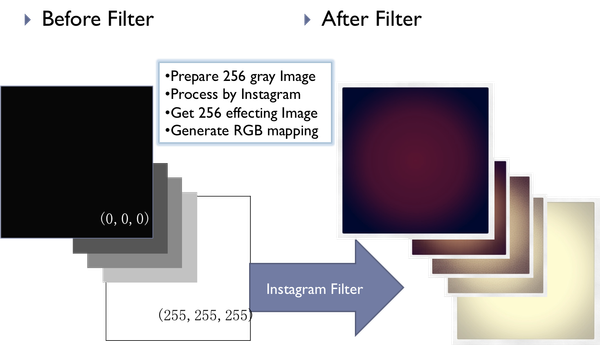 Before Filter
After Filter
•Prepare 256 gray Image
•Process by Instagram
•Get 256 effecting Image
•Generate RGB mapping
(0, 0, 0)
Instagram Filter
(255, 255, 255)